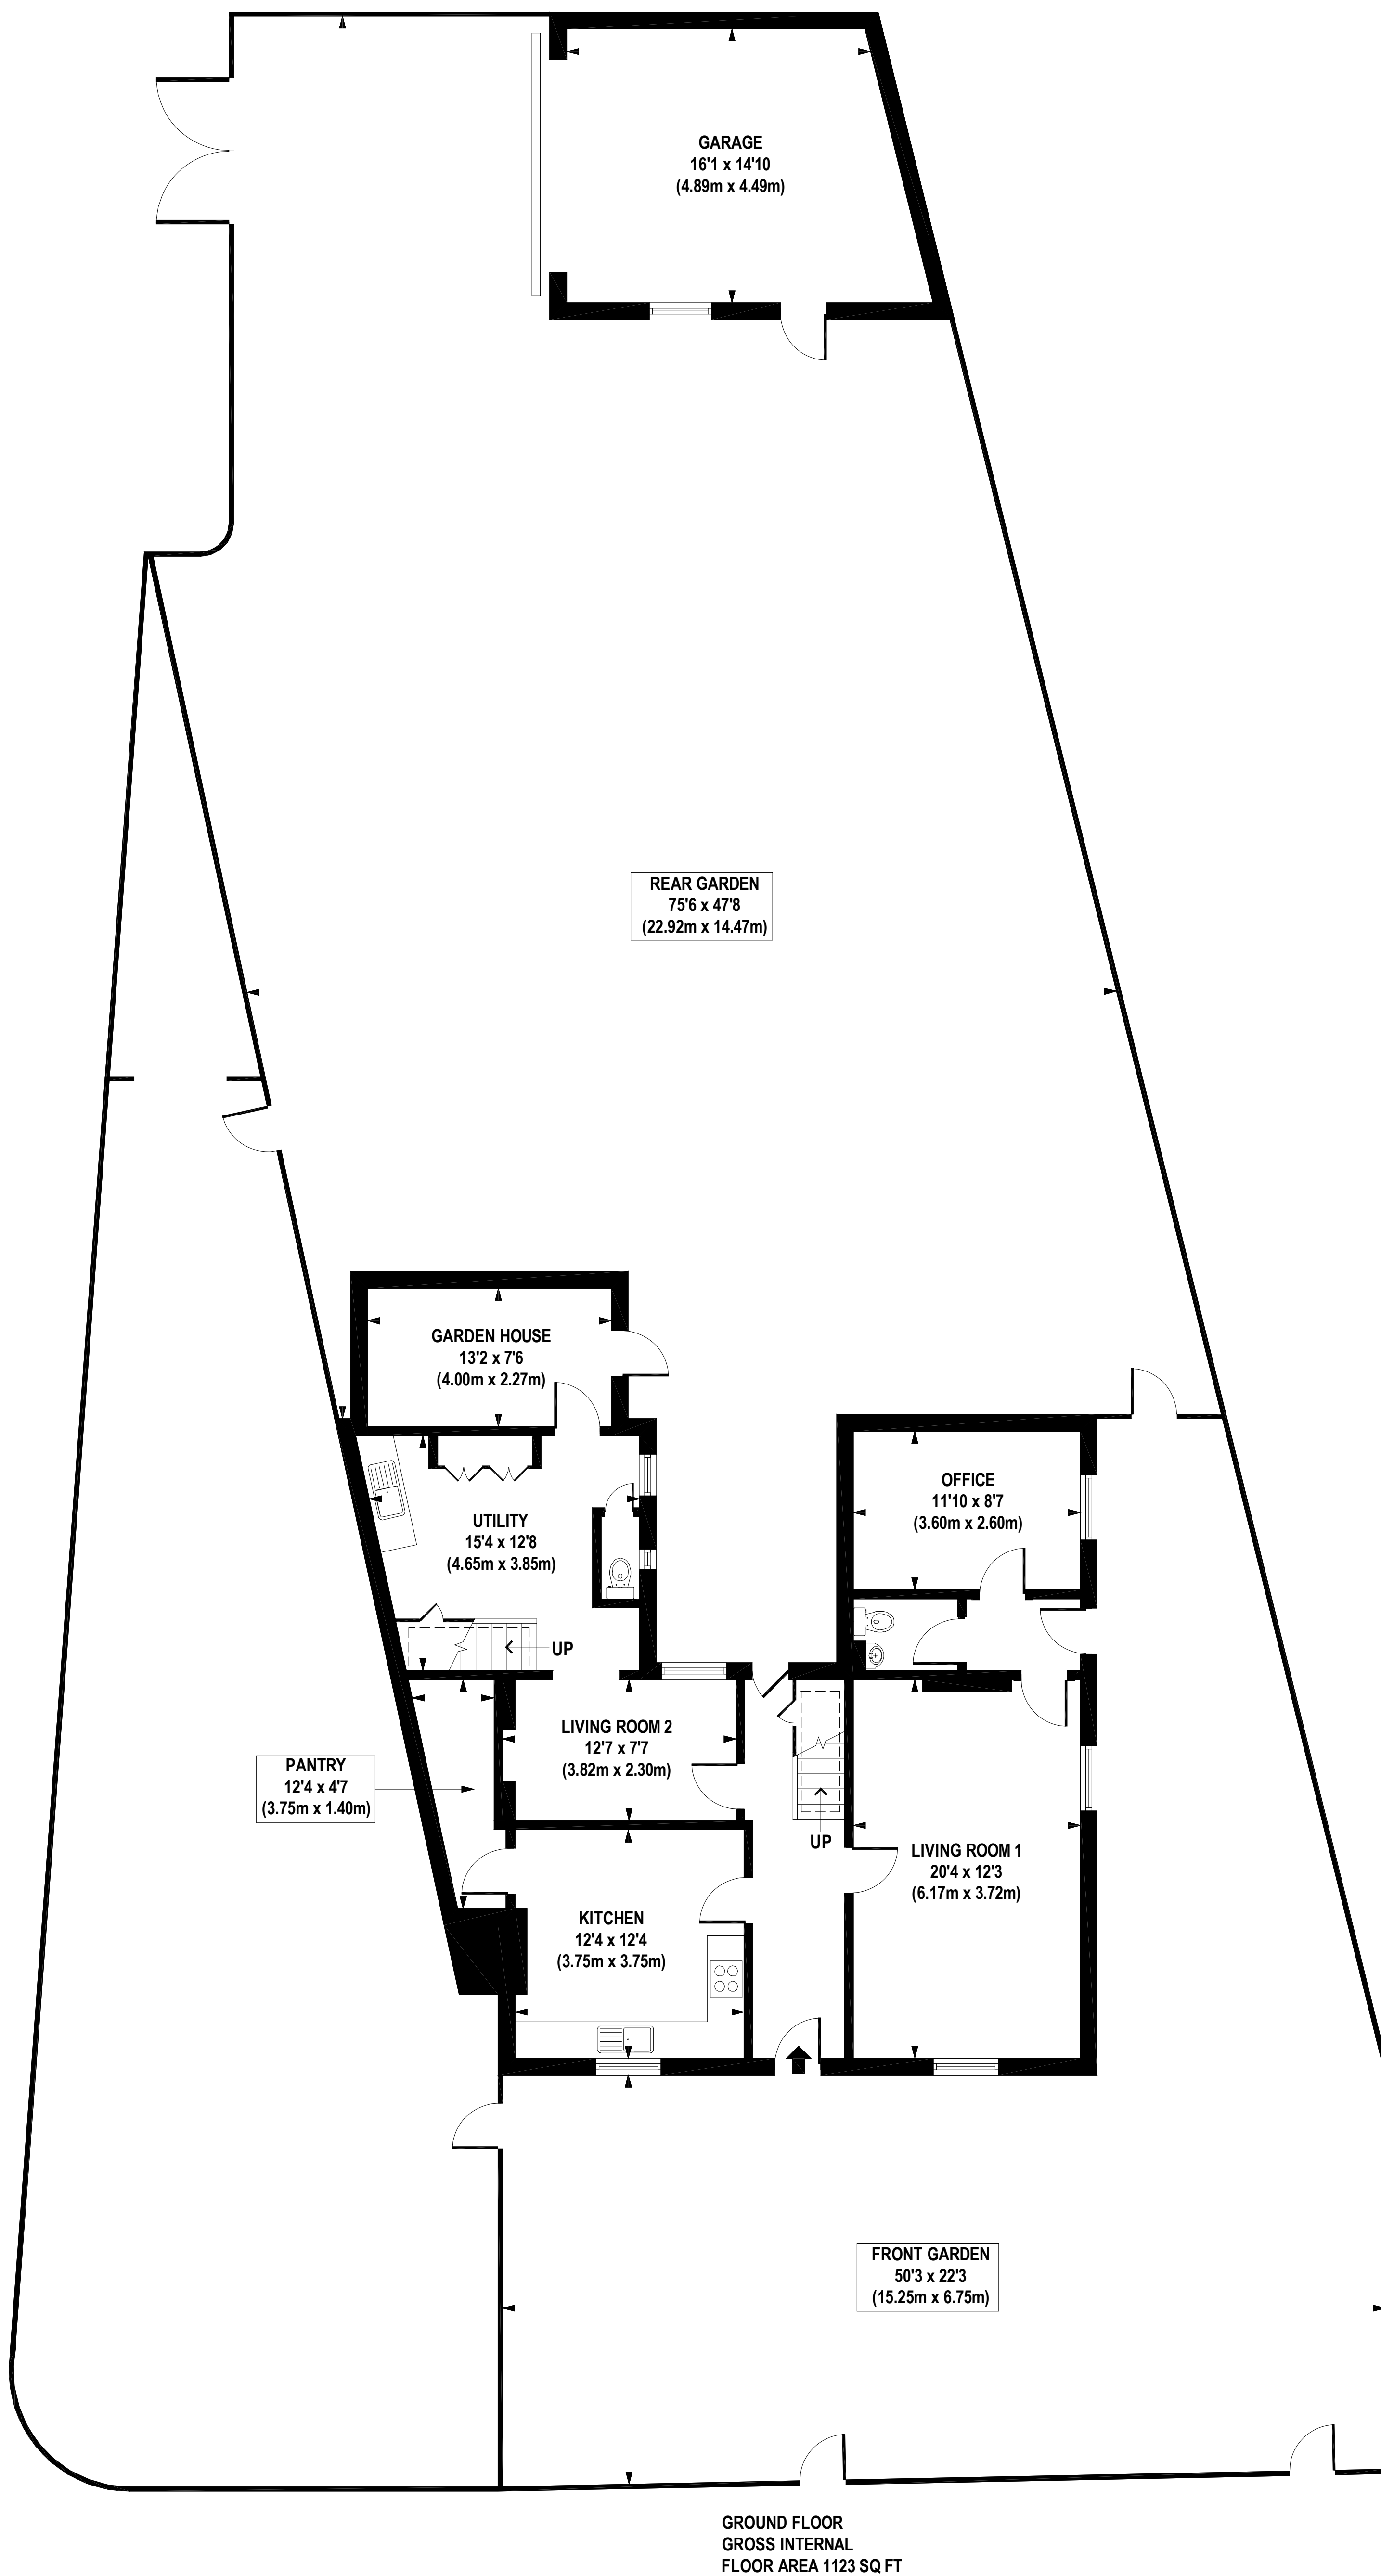 GARAGE
16'1 x 14'10
(4.89m x 4.49m)
REAR GARDEN
75'6 x 47'8
(22.92m x 14.47m)
GARDEN HOUSE
13'2 x 7'6
(4.00m x 2.27m)
OFFICE
11'10 x 8'7
(3.60m x 2.60m)
UTILITY
15'4 x 12'8
(4.65m x 3.85m)
UP
LIVING ROOM 2
12'7 x 7'7
(3.82m x 2.30m)
PANTRY
12'4 x 4'7
(3.75m x 1.40m)
UP
LIVING ROOM 1
20'4 x 12'3
(6.17m x 3.72m)
KITCHEN
12'4 x 12'4
(3.75m x 3.75m)
FRONT GARDEN
50'3 x 22'3
(15.25m x 6.75m)
GROUND FLOOR
GROSS INTERNAL
FLOOR AREA 1123 SQ FT